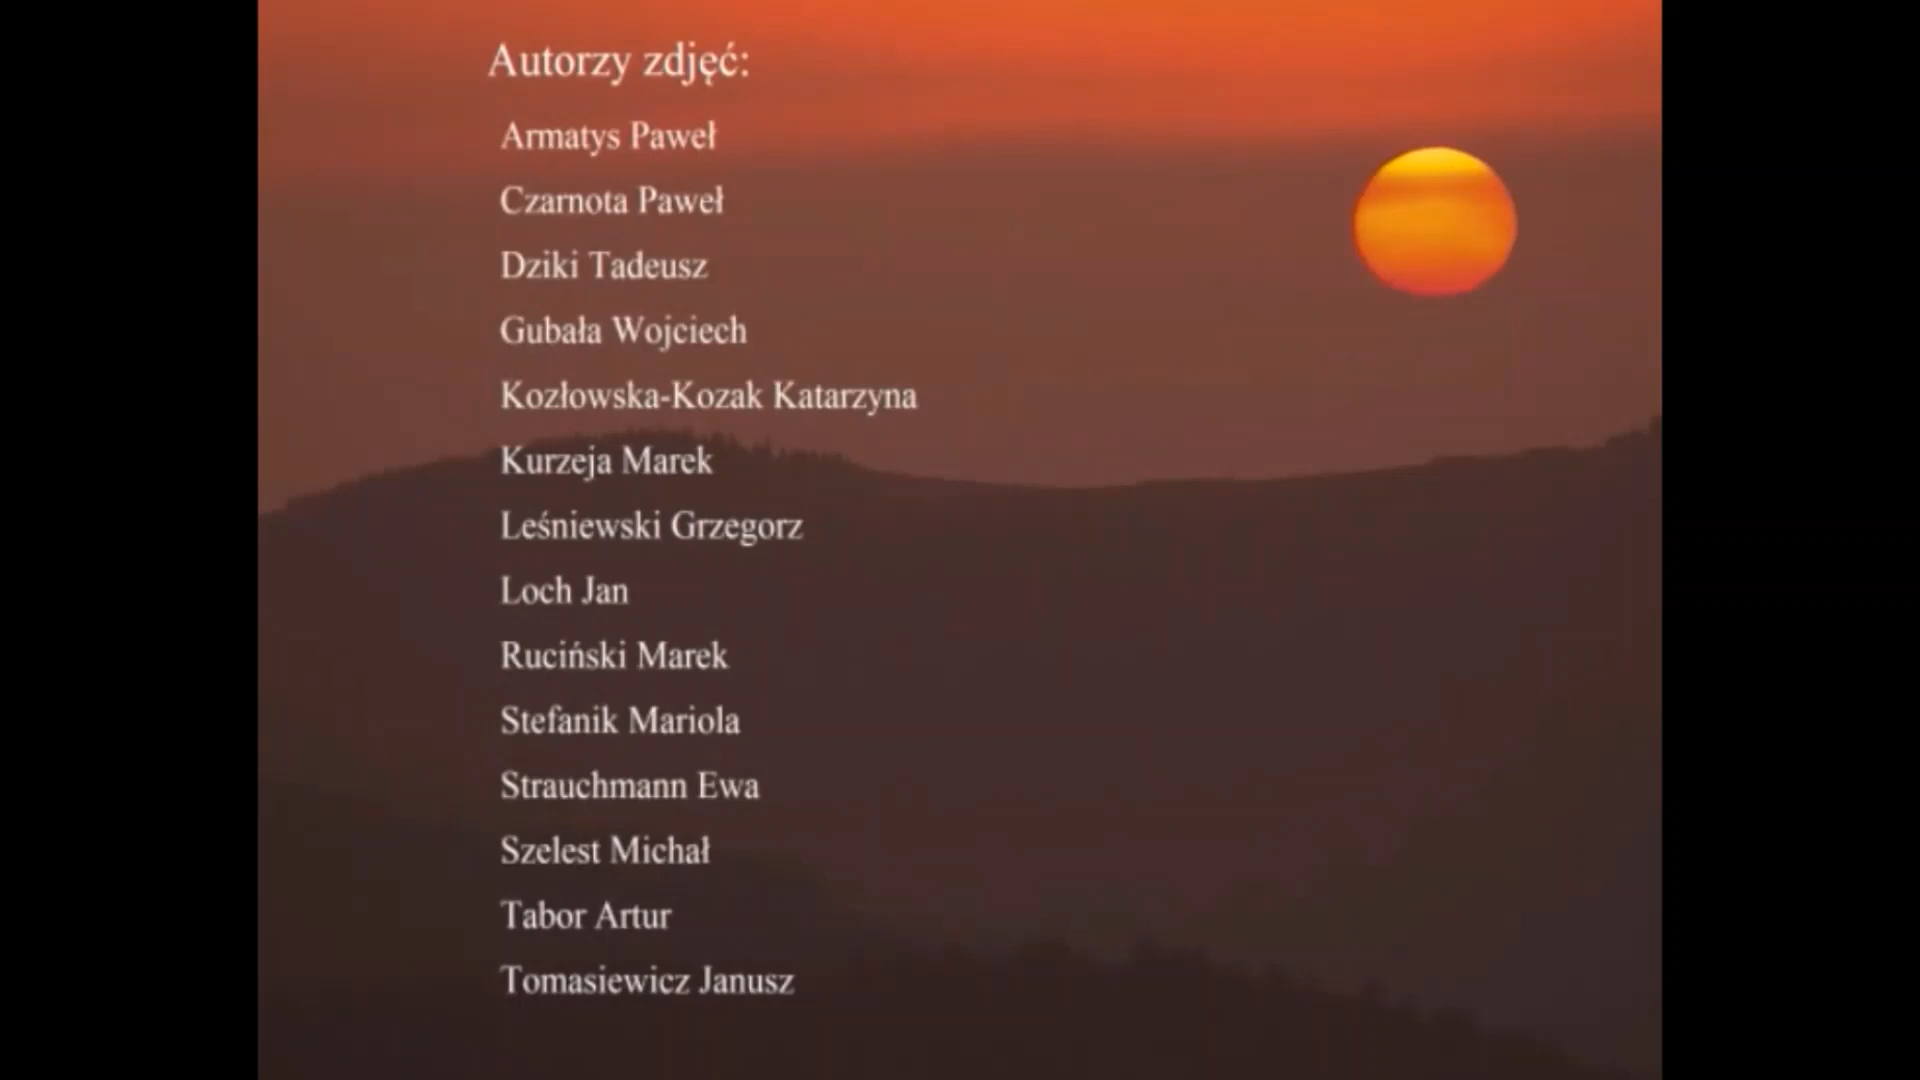 Autorzy zdjęć:
Armatys Paweł
Czarnota Paweł
Dziki Tadeusz
Gubała Wojciech
Kozłowska-Kozak Katarzyna
Kurzeja Marek
Leśniewski Grzegorz
Loch Jan
Ruciński Marek
Stefanik Mariola
Strauchmann Ewa
Szelest Michał
Tabor Artur
Tomasiewicz Janusz